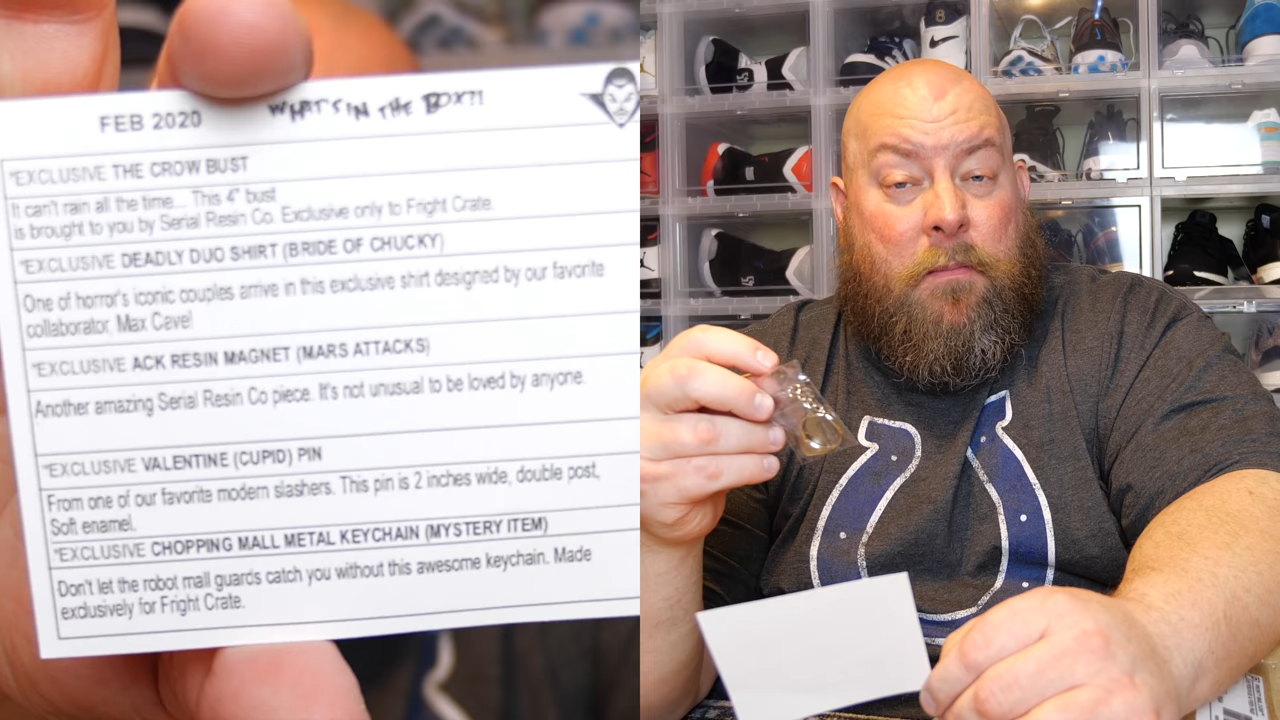 FEB 2020 WHAT'S IN THE BOX?!
*EXCLUSIVE THE CROW BUST
It can't rain all the time... This 4" bust
is brought to you by Serial Resin Co. Exclusive only to Fright Crate.
*EXCLUSIVE DEADLY DUO SHIRT (BRIDE OF CHUCKY)
One of horror's iconic couples arrive in this exclusive shirt designed by our favorite
collaborator. Max Cave!
*EXCLUSIVE ACK RESIN MAGNET (MARS ATTACKS)
Another amazing Serial Resin Co piece. It's not unusual to be loved by anyone.
*EXCLUSIVE VALENTINE (CUPID) PIN
From one of our favorite modern slashers. This pin is 2 inches wide, double post,
Soft enamel.
*EXCLUSIVE CHOPPING MALL METAL KEYCHAIN (MYSTERY ITEM)
Don't let the robot mall guards catch you without this awesome keychain. Made
exclusively for Fright Crate.
8